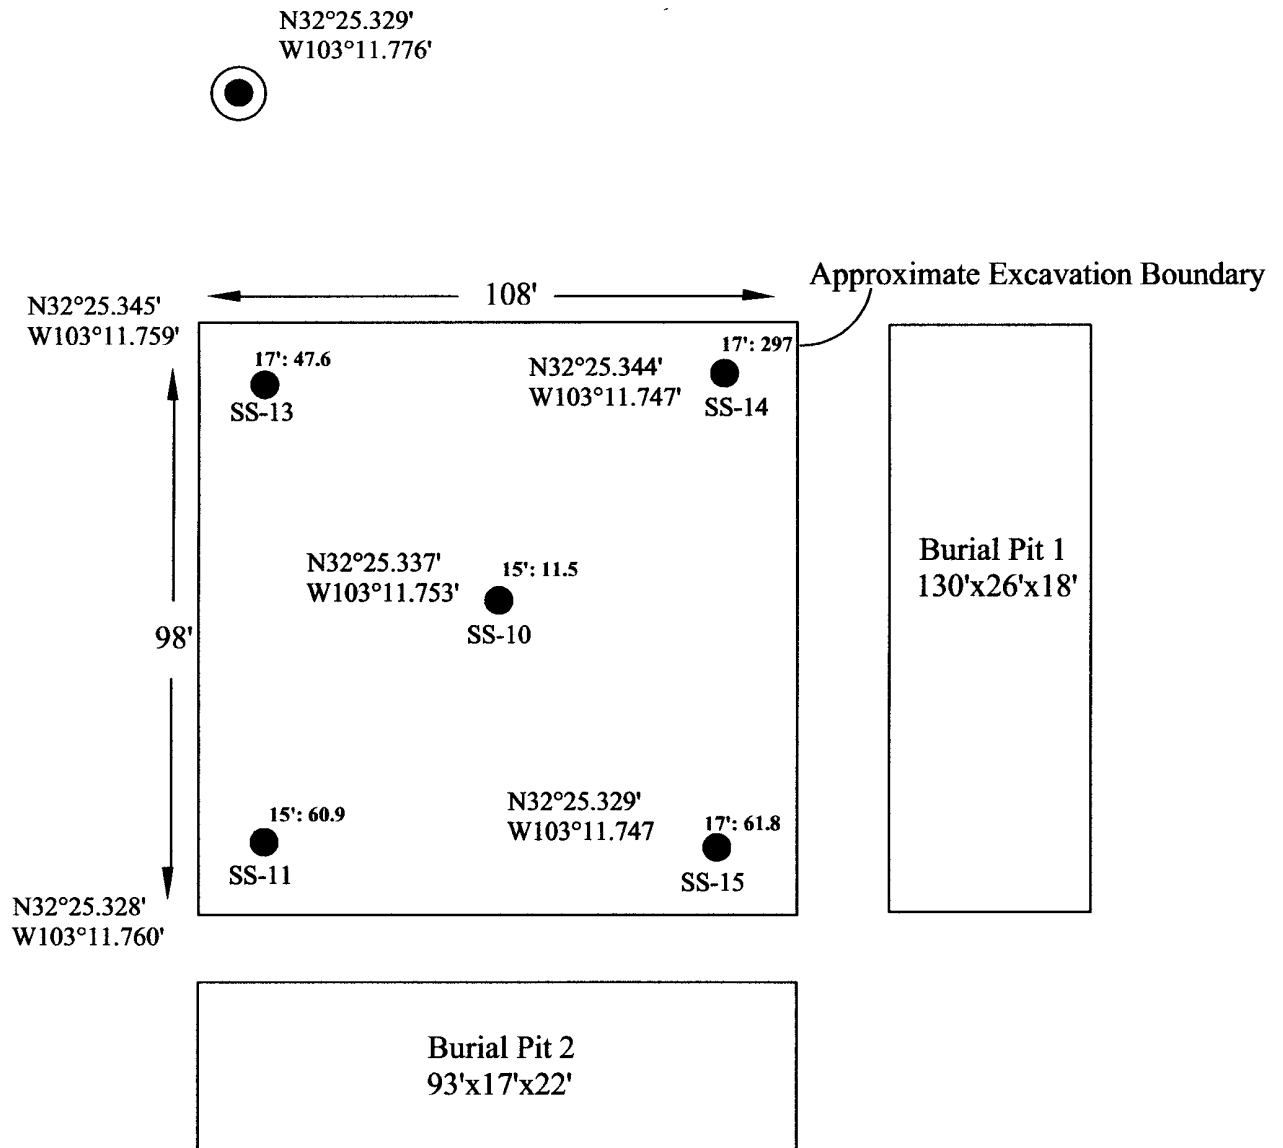 N32°25.329'
W103°11.776'
Approximate Excavation Boundary
108'
N32°25.345'
W103°11.759'
17': 47.6
SS-13
N32°25.344'
W103°11.747'
17': 297
SS-14
N32°25.337'
W103°11.753'
15': 11.5
SS-10
Burial Pit 1
130'x26'x18'
98'
15': 60.9
SS-11
N32°25.329'
W103°11.747
17': 61.8
SS-15
N32°25.328'
W103°11.760'
Burial Pit 2
93'x17'x22'